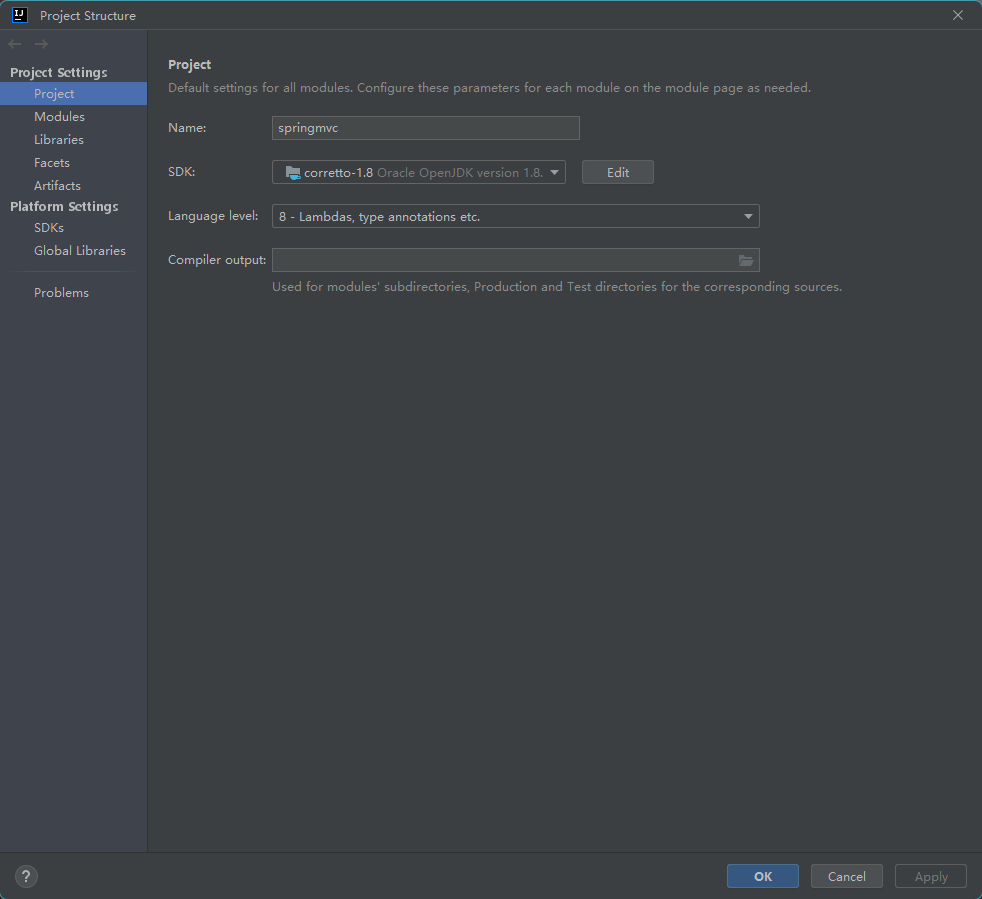 IJ Project Structure
Project Settings
Project
Modules
Libraries
Facets
Artifacts
Platform Settings
SDKs
Global Libraries
Problems
Project
Default settings for all modules. Configure these parameters for each module on the module page as needed.
Name: springmvc
SDK: corretto-1.8 Oracle OpenJDK version 1.8. Edit
Language level: 8 - Lambdas, type annotations etc.
Compiler output:
Used for modules' subdirectories, Production and Test directories for the corresponding sources.
? OK Cancel Apply